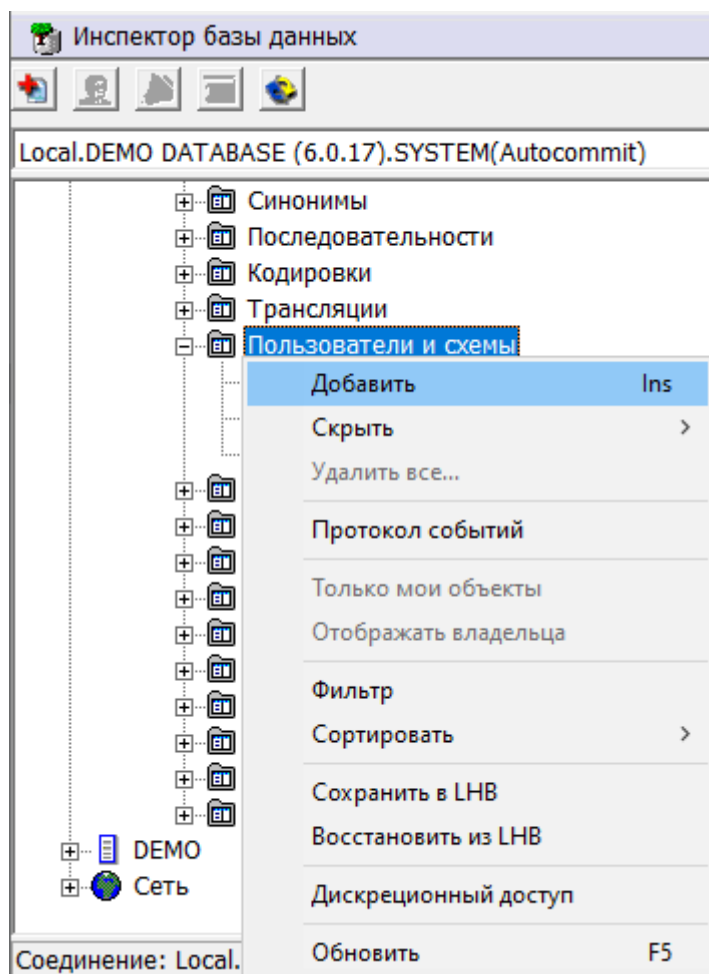 Инспектор базы данных
Local.DEMO DATABASE (6.0.17).SYSTEM(Autocommit)
Синонимы
Последовательности
Кодировки
Трансляции
Пользователи и схемы
Добавить Ins
Скрыть
Удалить все...
Протокол событий
Только мои объекты
Отображать владельца
Фильтр
Сортировать
Сохранить в LHB
Восстановить из LHB
DEMO
Сеть
Дискреционный доступ
Обновить F5
Соединение: Local.